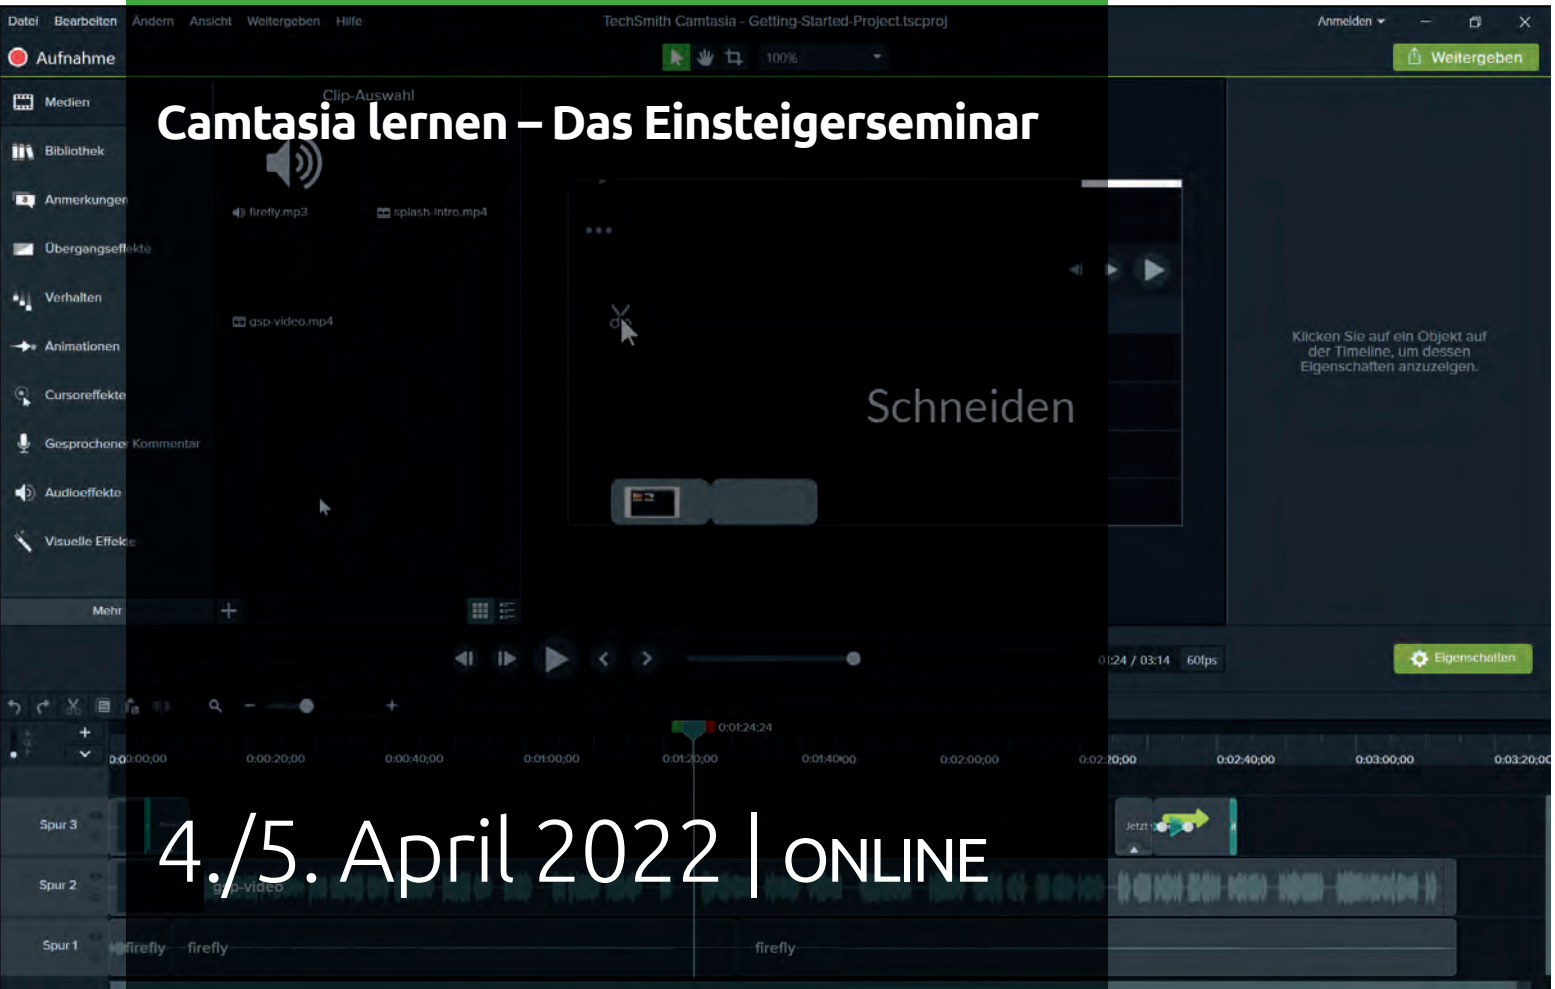 Datei Bearbeiten Ändern Ansicht Weitergeben Hilfe
TechSmith Camtasia - Getting-Started-Project.tscproj
Anmelden
Aufnahme
100%
Weitergeben
Medien
Clip-Auswahl
Camtasia lernen – Das Einsteigerseminar
Bibliothek
Anmerkungen
firefly.mp3
splash-intro.mp4
Übergangseffekte
Verhalten
gsp-video.mp4
Animationen
Klicken Sie auf ein Objekt auf
der Timeline, um dessen
Eigenschaften anzuzeigen.
Cursoreffekte
Schneiden
Gesprochener Kommentar
Audioeffekte
Visuelle Effekte
Mehr
01:24 / 03:14 60fps
Eigenschaften
0:01:24;24
0:00:00;00 0:00:20;00 0:00:40;00 0:01:00;00 0:01:20;00 0:01:40;00 0:02:00;00 0:02:20;00 0:02:40;00 0:03:00;00 0:03:20;00
Spur 3
Jetzt
4./5. April 2022 | ONLINE
Spur 2
gsp-video
Spur 1
firefly firefly firefly